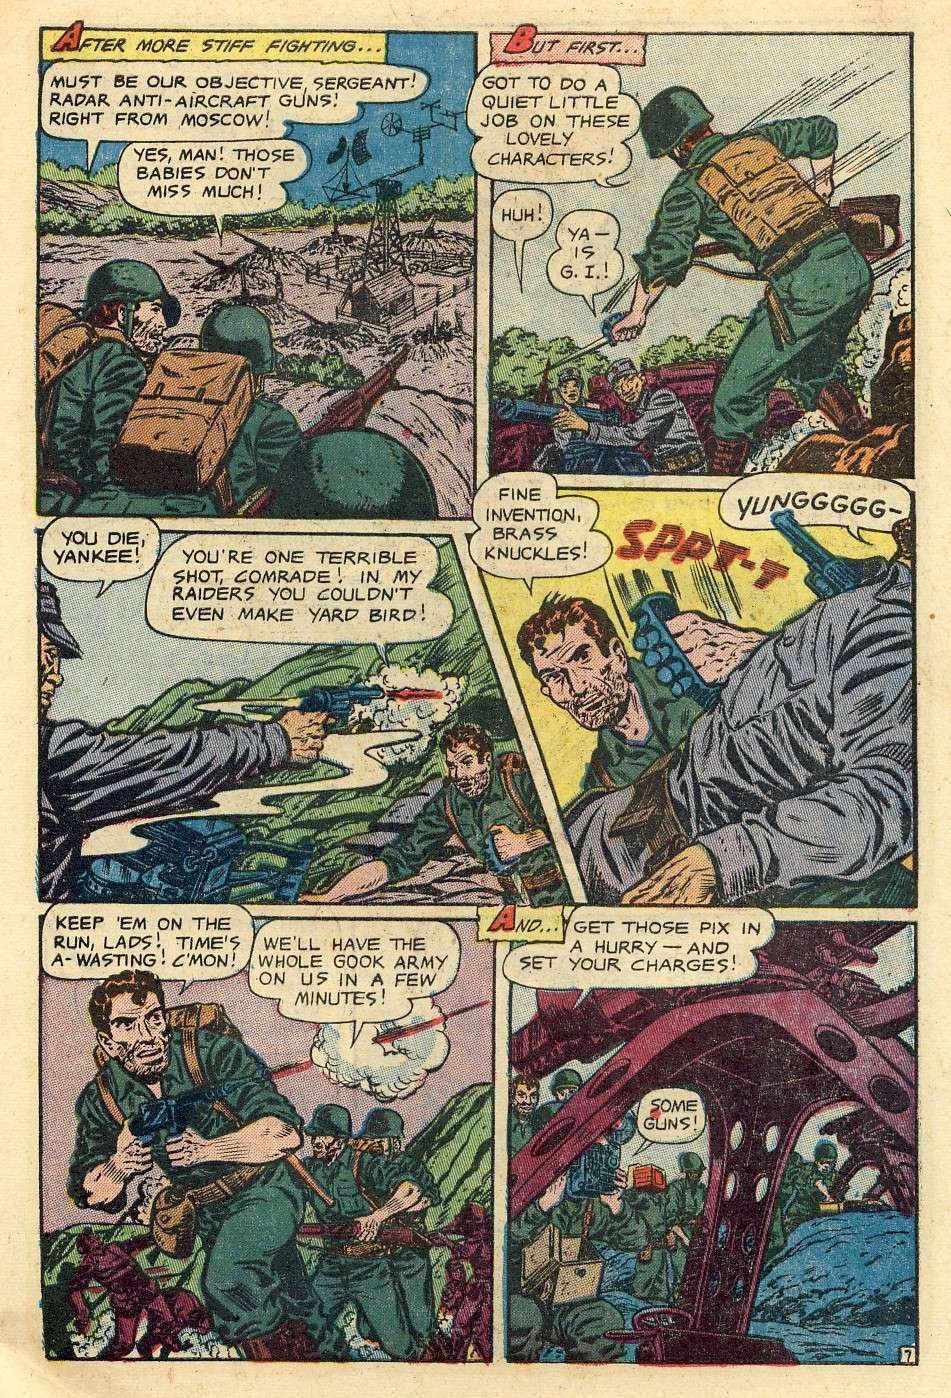 AFTER MORE STIFF FIGHTING...
MUST BE OUR OBJECTIVE, SERGEANT!
RADAR ANTI-AIRCRAFT GUNS!
RIGHT FROM MOSCOW!
YES, MAN! THOSE
BABIES DON'T
MISS MUCH!
BUT FIRST...
GOT TO DO A
QUIET LITTLE
JOB ON THESE
LOVELY
CHARACTERS!
HUH!
YA—
IS
G.I.!
YOU DIE,
YANKEE!
YOU'RE ONE TERRIBLE
SHOT, COMRADE! IN MY
RAIDERS YOU COULDN'T
EVEN MAKE YARD BIRD!
FINE
INVENTION,
BRASS
KNUCKLES!
SPPT-T
YUNGGGGG-
KEEP 'EM ON THE
RUN, LADS! TIME'S
A-WASTING! C'MON!
WE'LL HAVE THE
WHOLE GOOK ARMY
ON US IN A FEW
MINUTES!
AND...
GET THOSE PIX IN
A HURRY — AND
SET YOUR CHARGES!
SOME
GUNS!
7